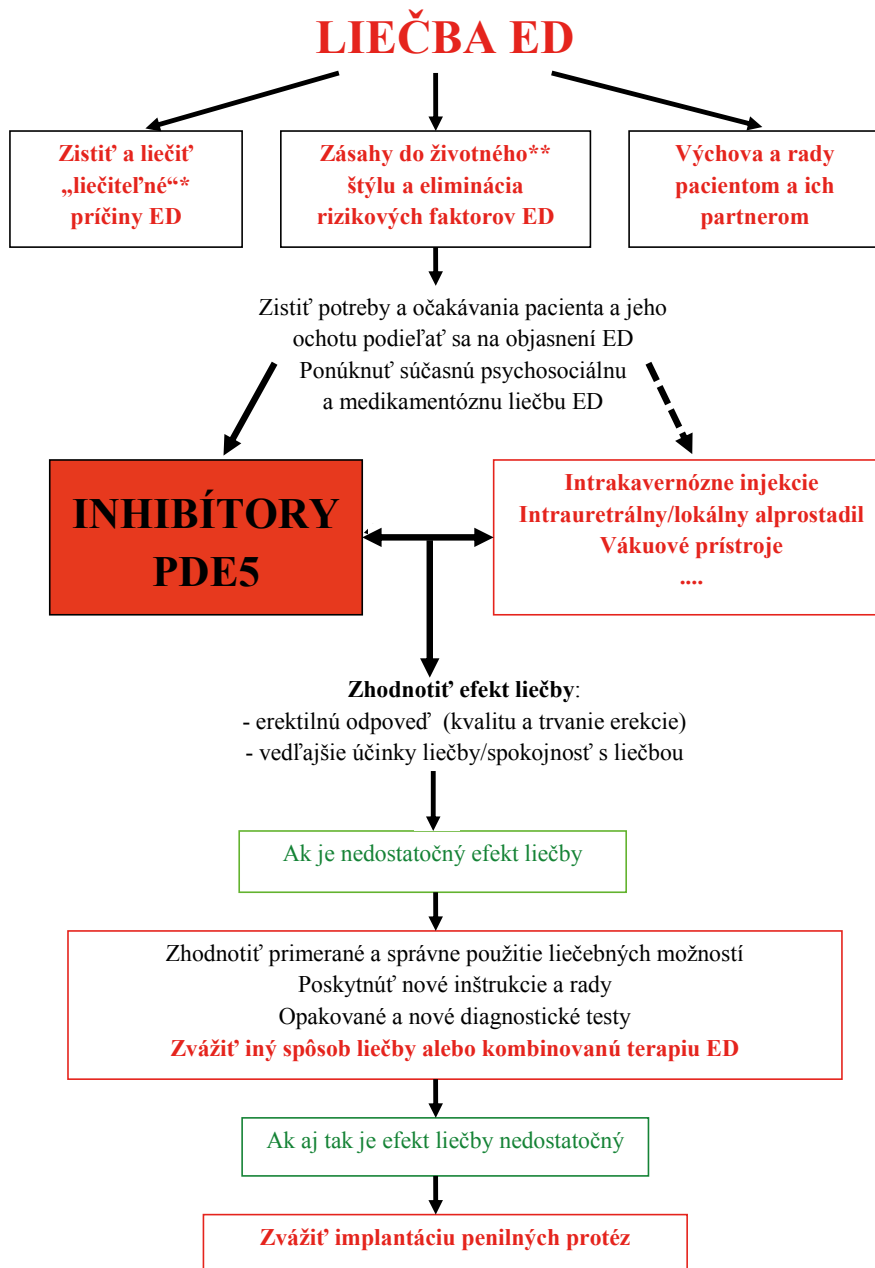 LIEČBA ED
Zistiť a liečiť
„liečiteľné“*
príčiny ED
Zásahy do životného**
štýlu a eliminácia
rizikových faktorov ED
Výchova a rady
pacientom a ich
partnerom
Zistiť potreby a očakávania pacienta a jeho
ochotu podieľať sa na objasnení ED
Ponúknuť súčasnú psychosociálnu
a medikamentóznu liečbu ED
INHIBÍTORY
PDE5
Intrakavernózne injekcie
Intrauretrálny/lokálny alprostadil
Vákuové prístroje
....
Zhodnotiť efekt liečby:
- erektilnú odpoveď (kvalitu a trvanie erekcie)
- vedľajšie účinky liečby/spokojnosť s liečbou
Ak je nedostatočný efekt liečby
Zhodnotiť primerané a správne použitie liečebných možností
Poskytnúť nové inštrukcie a rady
Opakované a nové diagnostické testy
Zvážiť iný spôsob liečby alebo kombinovanú terapiu ED
Ak aj tak je efekt liečby nedostatočný
Zvážiť implantáciu penilných protéz